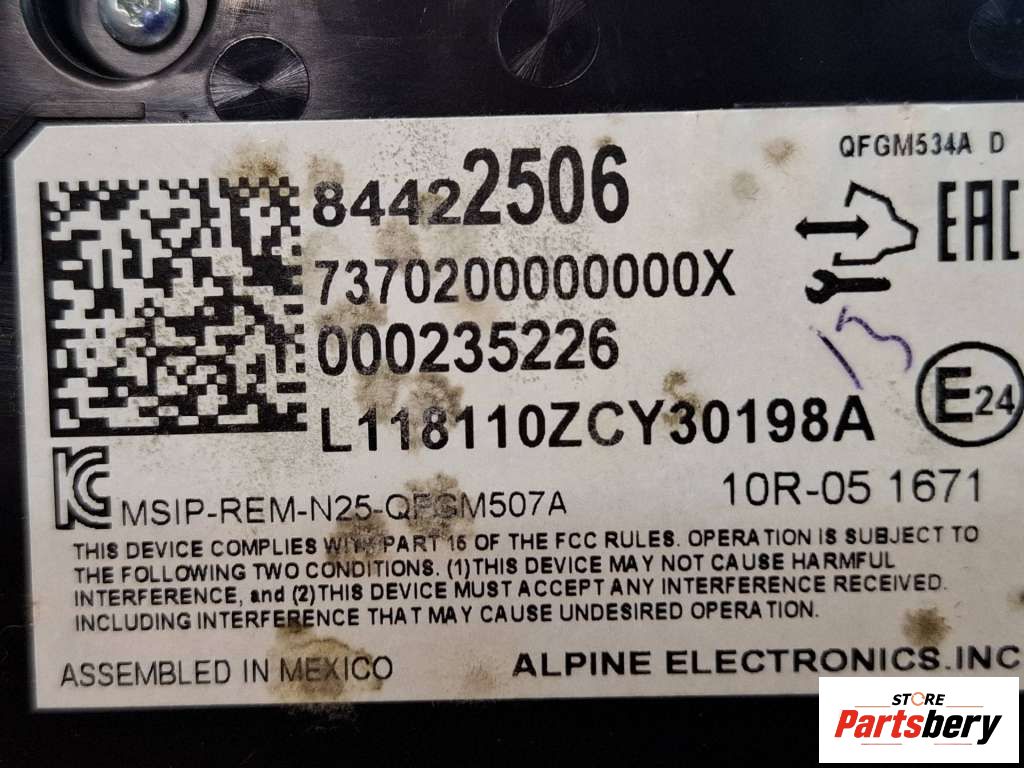 QFGM534A D
84422506
7370200000000X
000235226
L118110ZCY30198A
EAC
E24
KC
MSIP-REM-N25-QFGM507A
10R-05 1671
THIS DEVICE COMPLIES WITH PART 15 OF THE FCC RULES. OPERATION IS SUBJECT TO
THE FOLLOWING TWO CONDITIONS. (1)THIS DEVICE MAY NOT CAUSE HARMFUL
INTERFERENCE, and (2)THIS DEVICE MUST ACCEPT ANY INTERFERENCE RECEIVED.
INCLUDING INTERFERENCE THAT MAY CAUSE UNDESIRED OPERATION.
ASSEMBLED IN MEXICO
ALPINE ELECTRONICS.INC
STORE
Partsbery